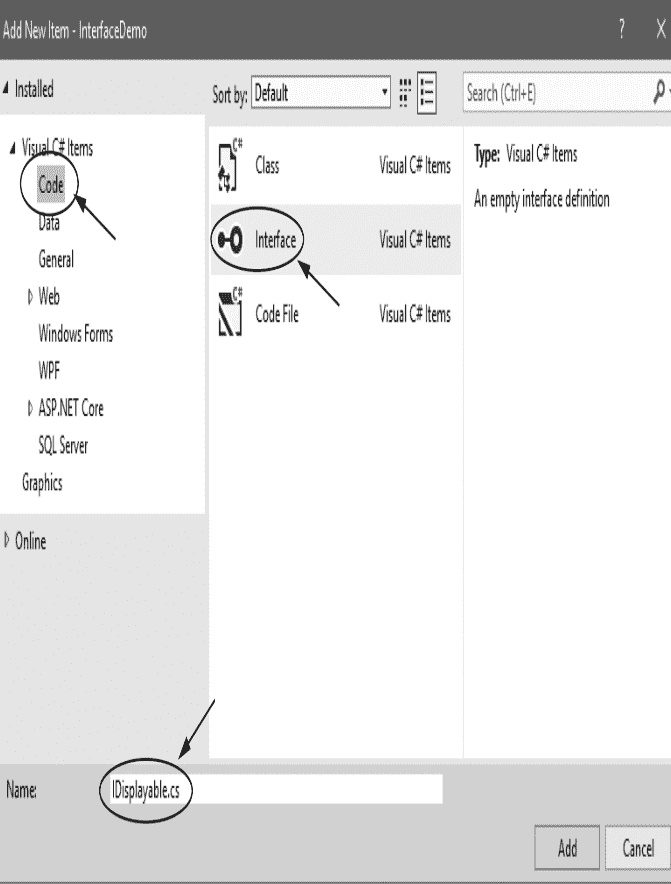 Add New Item - InterfaceDemo
? X
Installed
Sort by: Default
Search (Ctrl+E)
Visual C# Items
Code
Data
General
Web
Windows Forms
WPF
ASP.NET Core
SQL Server
Graphics
Online
C# Class Visual C# Items
Interface Visual C# Items
C# Code File Visual C# Items
Type: Visual C# Items
An empty interface definition
Name: IDisplayable.cs
Add Cancel